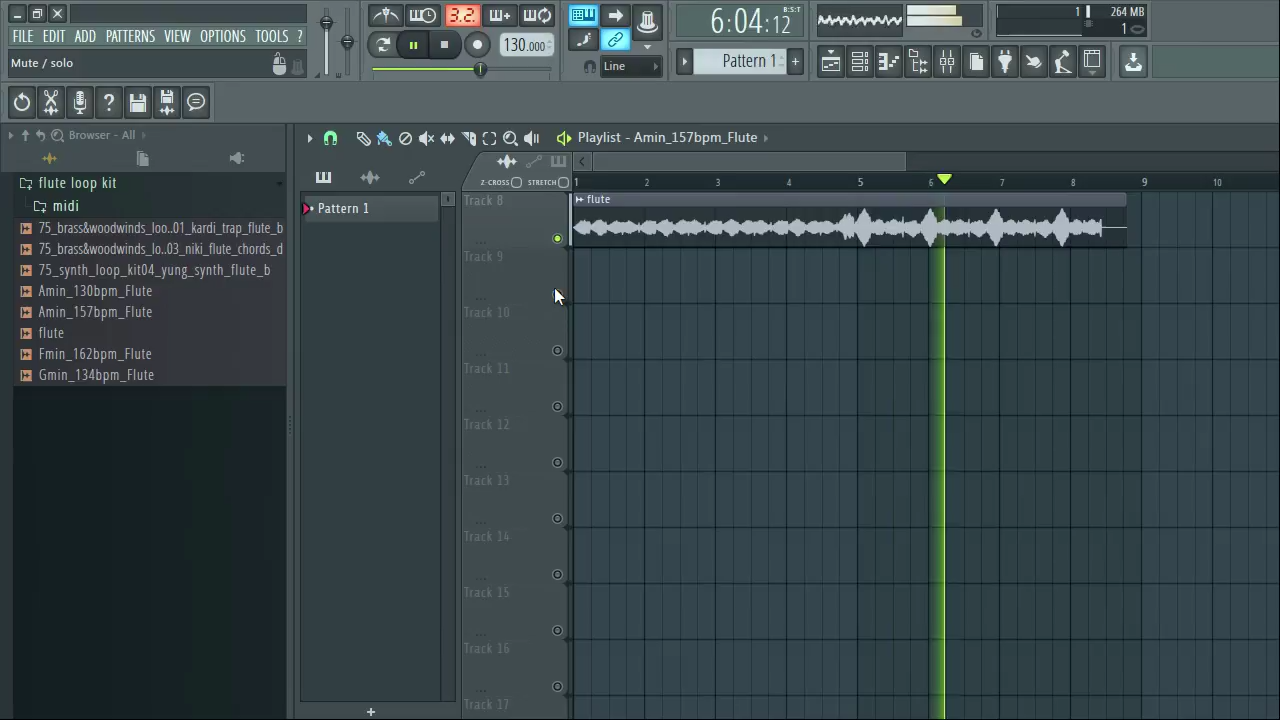 3.2
6:04:12
B:S:T
1
264 MB
1
FILE EDIT ADD PATTERNS VIEW OPTIONS TOOLS ?
130.000
Mute / solo
Line
Pattern 1
+
?
Browser - All
Playlist - Amin_157bpm_Flute
flute loop kit
midi
75_brass&woodwinds_loo..01_kardi_trap_flute_b
75_brass&woodwinds_lo..03_niki_flute_chords_d
75_synth_loop_kit04_yung_synth_flute_b
Amin_130bpm_Flute
Amin_157bpm_Flute
flute
Fmin_162bpm_Flute
Gmin_134bpm_Flute
Pattern 1
+
Z-CROSS STRETCH
1 2 3 4 5 6 7 8 9 10
Track 8
flute
...
Track 9
...
Track 10
...
Track 11
...
Track 12
...
Track 13
...
Track 14
...
Track 15
...
Track 16
...
Track 17